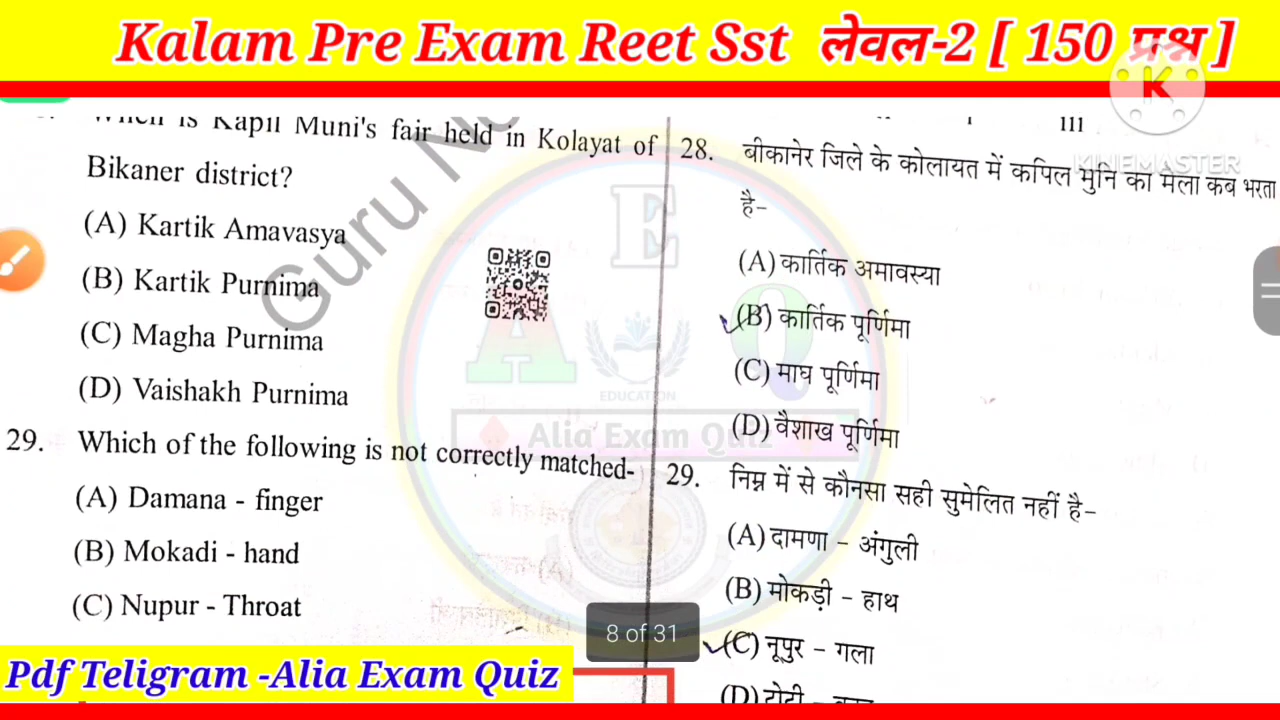 Kalam Pre Exam Reet Sst लेवल-2 [ 150 प्रश्न ]
K
KINEMASTER
III
When is Kapil Muni's fair held in Kolayat of
Bikaner district?
(A) Kartik Amavasya
(B) Kartik Purnima
(C) Magha Purnima
(D) Vaishakh Purnima
29. Which of the following is not correctly matched-
(A) Damana - finger
(B) Mokadi - hand
(C) Nupur - Throat
28. बीकानेर जिले के कोलायत में कपिल मुनि का मेला कब भरता
है-
(A) कार्तिक अमावस्या
(B) कार्तिक पूर्णिमा
(C) माघ पूर्णिमा
(D) वैशाख पूर्णिमा
29. निम्न में से कौनसा सही सुमेलित नहीं है-
(A) दामणा - अंगुली
(B) मोकड़ी - हाथ
(C) नूपुर - गला
(D)
Guru
E
A
Q
EDUCATION
Alia Exam Quiz
8 of 31
Pdf Teligram -Alia Exam Quiz